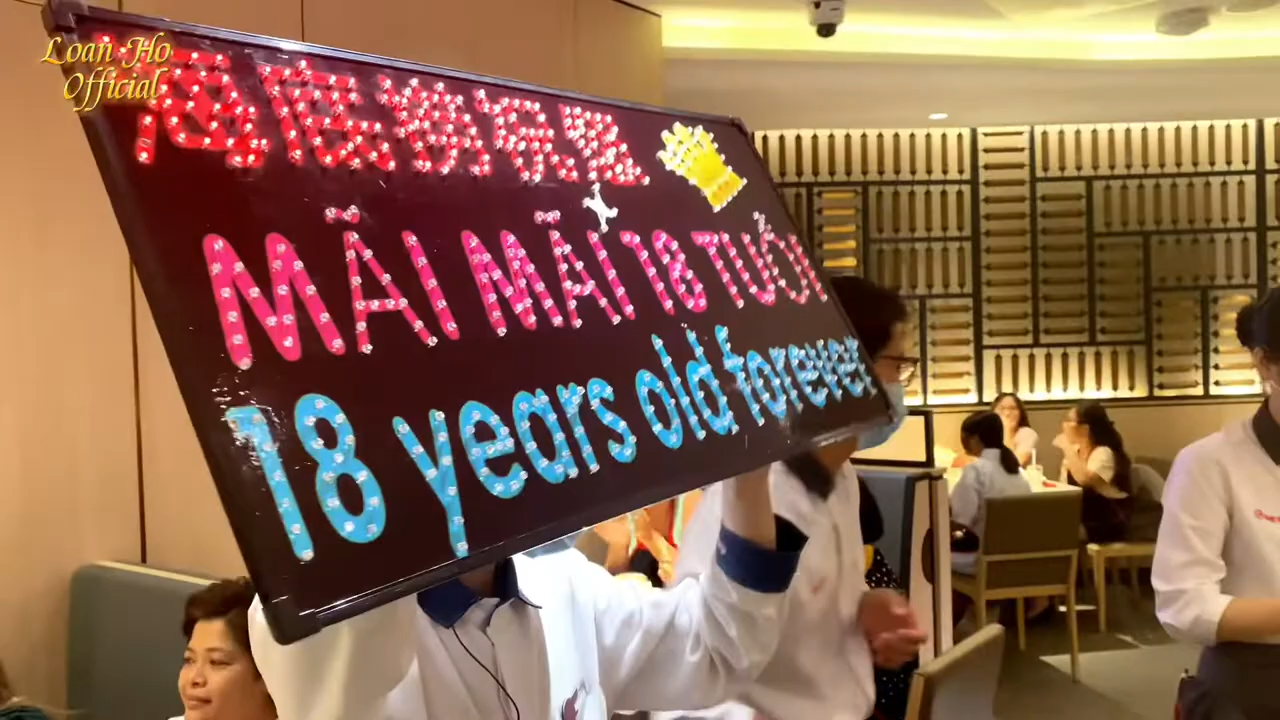 Loan Ho
Official
MÃI MÃI 18 TUỔI
18 years old forever